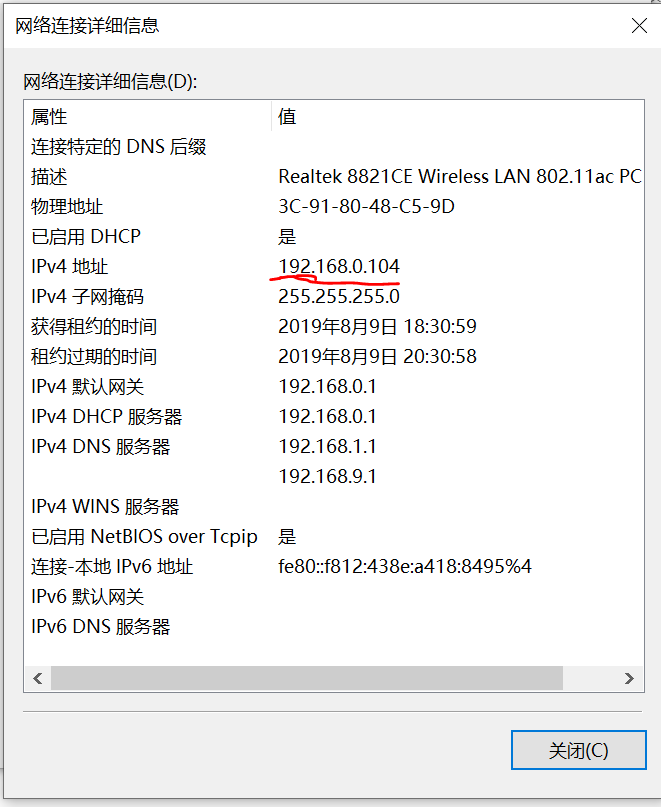 网络连接详细信息
网络连接详细信息(D):
属性 值
连接特定的 DNS 后缀
描述 Realtek 8821CE Wireless LAN 802.11ac PC
物理地址 3C-91-80-48-C5-9D
已启用 DHCP 是
IPv4 地址 192.168.0.104
IPv4 子网掩码 255.255.255.0
获得租约的时间 2019年8月9日 18:30:59
租约过期的时间 2019年8月9日 20:30:58
IPv4 默认网关 192.168.0.1
IPv4 DHCP 服务器 192.168.0.1
IPv4 DNS 服务器 192.168.1.1
192.168.9.1
IPv4 WINS 服务器
已启用 NetBIOS over Tcpip 是
连接-本地 IPv6 地址 fe80::f812:438e:a418:8495%4
IPv6 默认网关
IPv6 DNS 服务器
关闭(C)